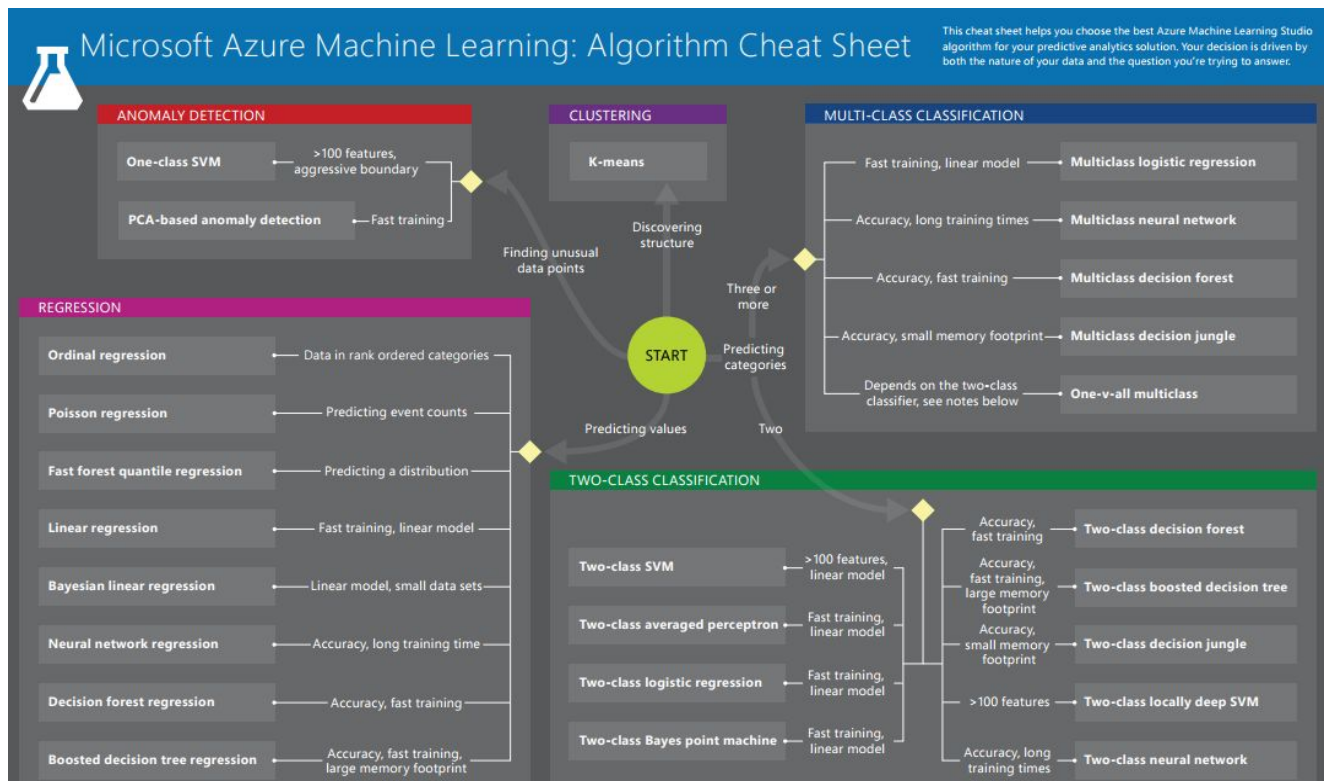 Microsoft Azure Machine Learning: Algorithm Cheat Sheet
This cheat sheet helps you choose the best Azure Machine Learning Studio
algorithm for your predictive analytics solution. Your decision is driven by
both the nature of your data and the question you're trying to answer.
ANOMALY DETECTION
One-class SVM
>100 features,
aggressive boundary
PCA-based anomaly detection
Fast training
CLUSTERING
K-means
MULTI-CLASS CLASSIFICATION
Fast training, linear model
Multiclass logistic regression
Accuracy, long training times
Multiclass neural network
Accuracy, fast training
Multiclass decision forest
Accuracy, small memory footprint
Multiclass decision jungle
Depends on the two-class
classifier, see notes below
One-v-all multiclass
Finding unusual
data points
Discovering
structure
Three or
more
START
Predicting
categories
Predicting values
Two
REGRESSION
Ordinal regression
Data in rank ordered categories
Poisson regression
Predicting event counts
Fast forest quantile regression
Predicting a distribution
Linear regression
Fast training, linear model
Bayesian linear regression
Linear model, small data sets
Neural network regression
Accuracy, long training time
Decision forest regression
Accuracy, fast training
Boosted decision tree regression
Accuracy, fast training,
large memory footprint
TWO-CLASS CLASSIFICATION
Two-class SVM
>100 features,
linear model
Two-class averaged perceptron
Fast training,
linear model
Two-class logistic regression
Fast training,
linear model
Two-class Bayes point machine
Fast training,
linear model
Accuracy,
fast training
Two-class decision forest
Accuracy,
fast training,
large memory
footprint
Two-class boosted decision tree
Accuracy,
small memory
footprint
Two-class decision jungle
>100 features
Two-class locally deep SVM
Accuracy, long
training times
Two-class neural network